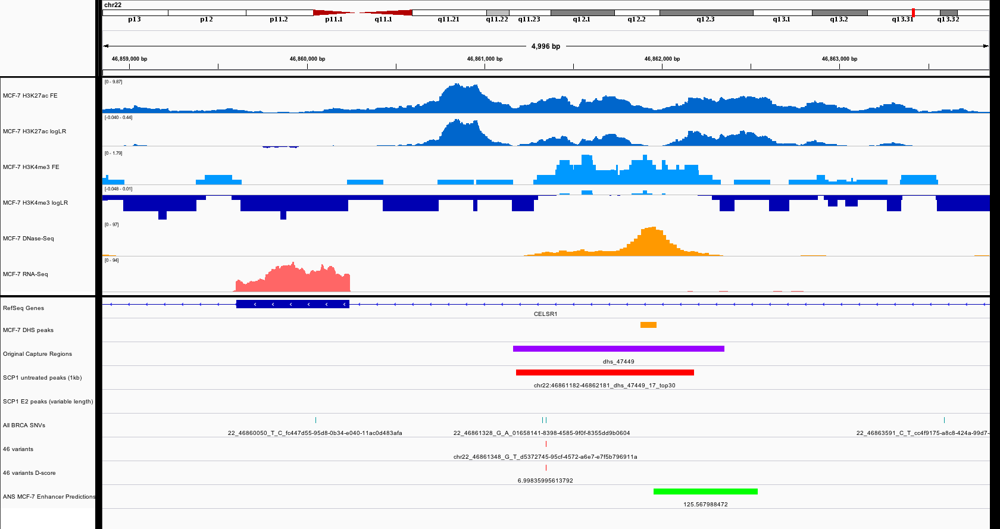 chr22
p13 p12 p11.2 p11.1 q11.1 q11.21 q11.22 q11.23 q12.1 q12.2 q12.3 q13.1 q13.2 q13.31 q13.32
4,996 bp
46,859,000 bp 46,860,000 bp 46,861,000 bp 46,862,000 bp 46,863,000 bp
[0 - 9.87]
MCF-7 H3K27ac FE
[-0.040 - 0.44]
MCF-7 H3K27ac logLR
[0 - 1.79]
MCF-7 H3K4me3 FE
[-0.048 - 0.01]
MCF-7 H3K4me3 logLR
[0 - 97]
MCF-7 DNase-Seq
[0 - 94]
MCF-7 RNA-Seq
RefSeq Genes
CELSR1
MCF-7 DHS peaks
Original Capture Regions
dhs_47449
SCP1 untreated peaks (1kb)
chr22:46861182-46862181_dhs_47449_17_top30
SCP1 E2 peaks (variable length)
All BRCA SNVs
22_46860050_T_C_fc447d55-95d8-0b34-e040-11ac0d483afa 22_46861328_G_A_01658141-8398-4585-9f0f-8355dd9b0604 22_46863591_C_T_cc4f9175-a8c8-424a-99d7-
46 variants
chr22_46861348_G_T_d5372745-95cf-4572-a6e7-e7f5b796911a
46 variants D-score
6.99835995613792
ANS MCF-7 Enhancer Predictions
125.567988472